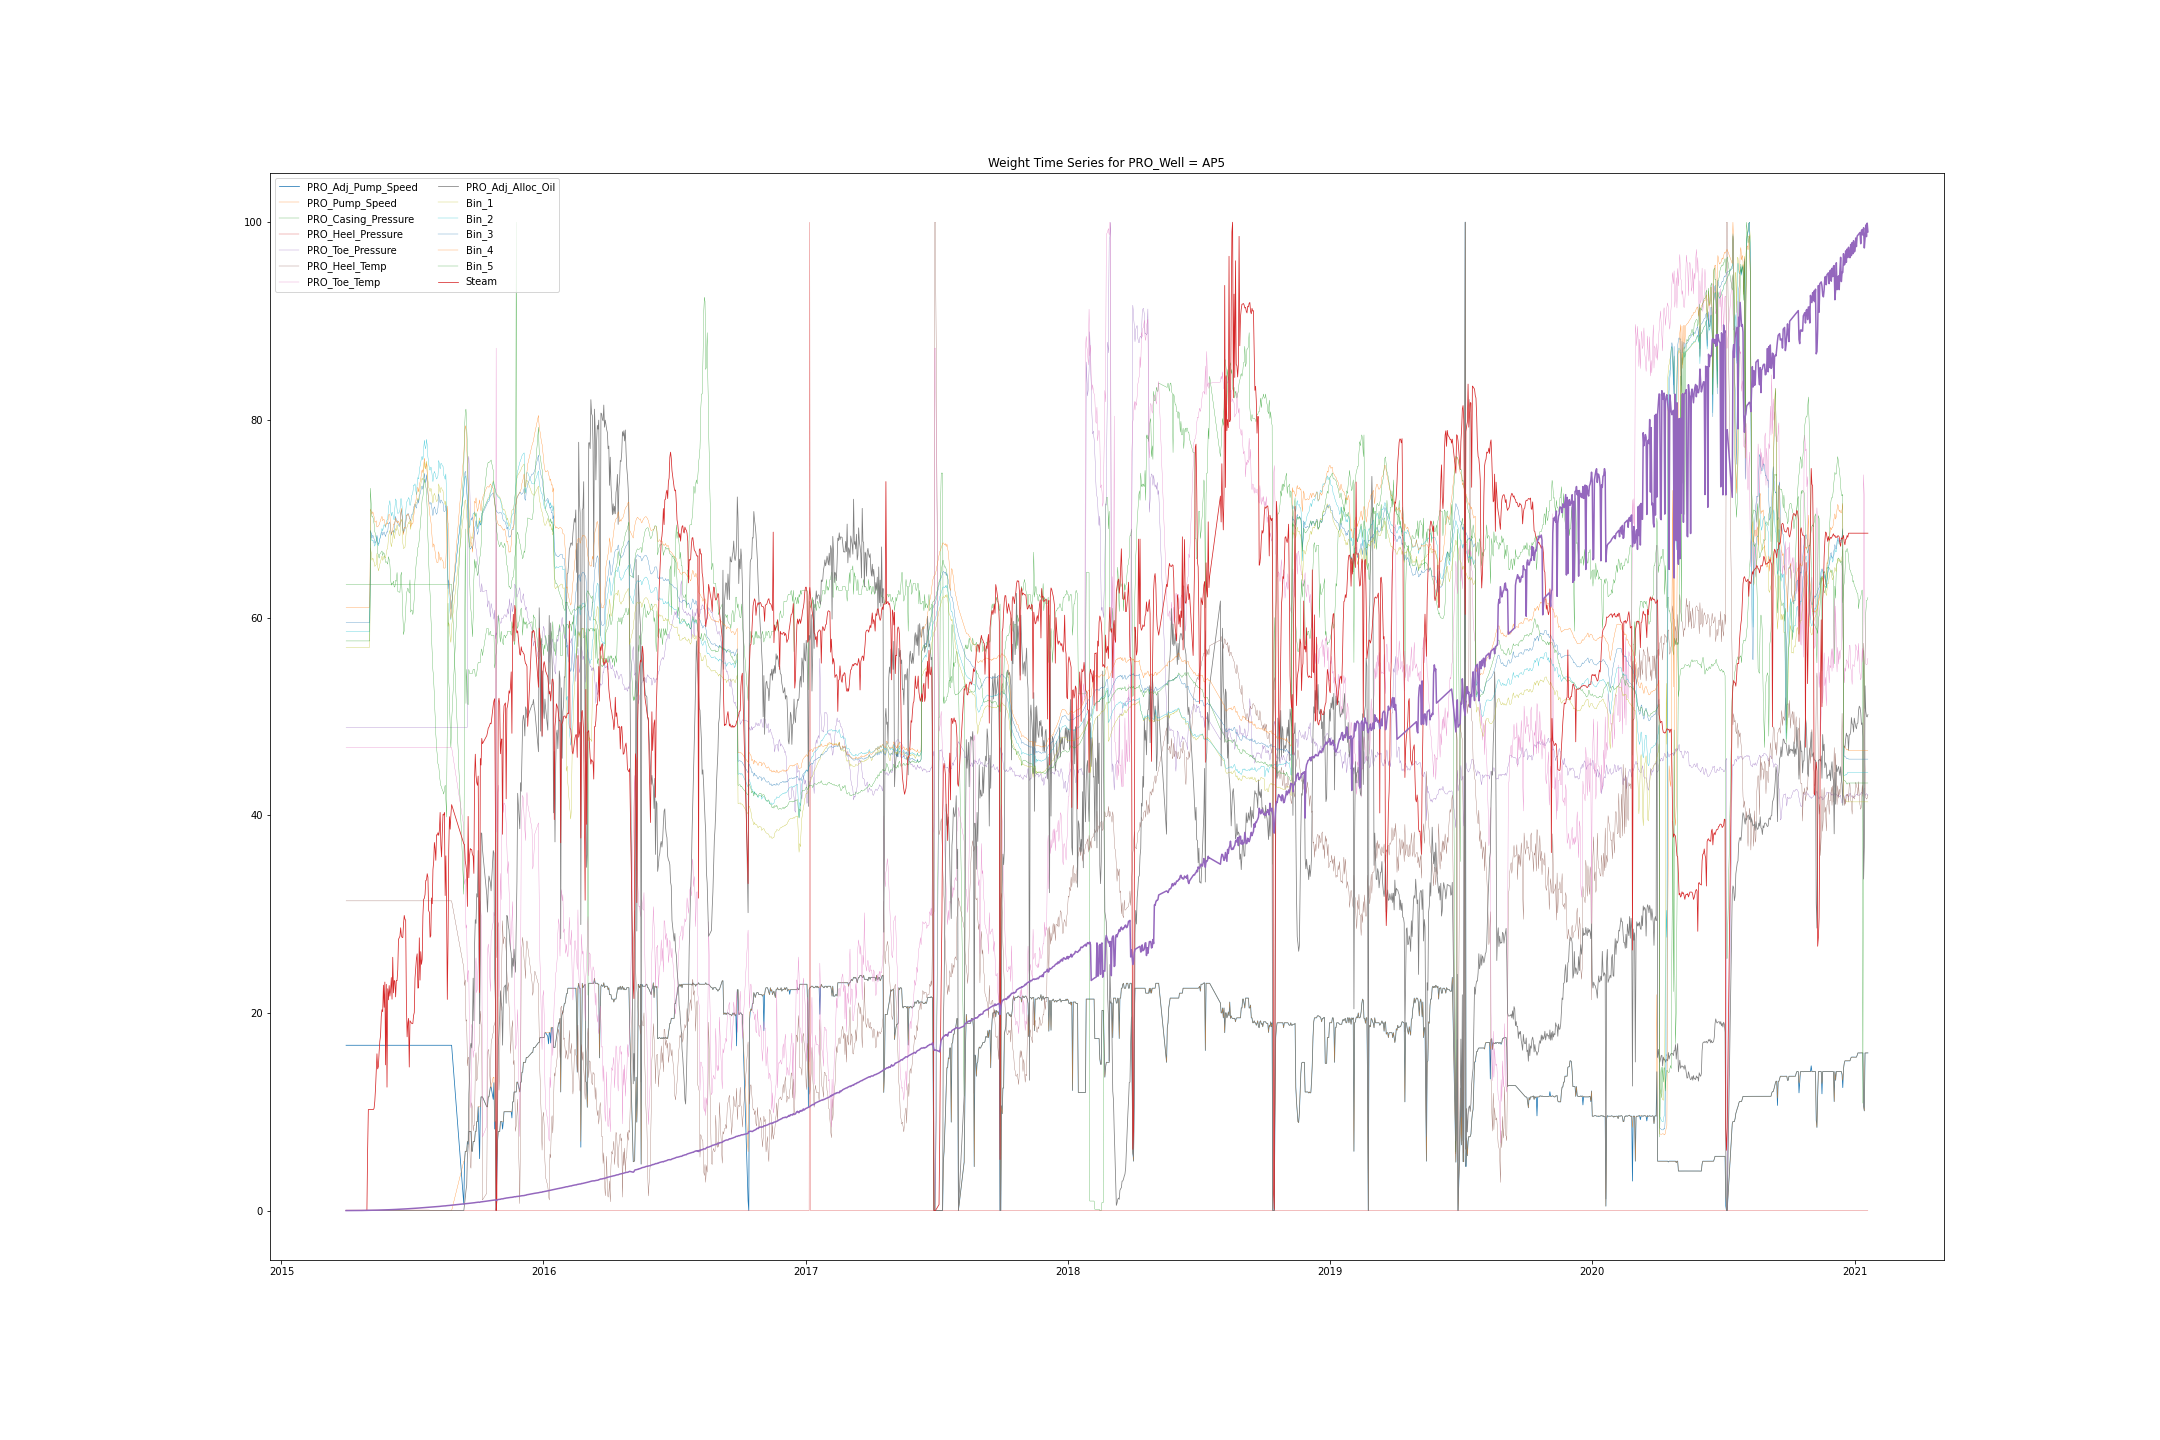 Weight Time Series for PRO_Well = AP5
PRO_Adj_Pump_Speed
PRO_Pump_Speed
PRO_Casing_Pressure
PRO_Heel_Pressure
PRO_Toe_Pressure
PRO_Heel_Temp
PRO_Toe_Temp
PRO_Adj_Alloc_Oil
Bin_1
Bin_2
Bin_3
Bin_4
Bin_5
Steam
100
80
60
40
20
0
2015 2016 2017 2018 2019 2020 2021